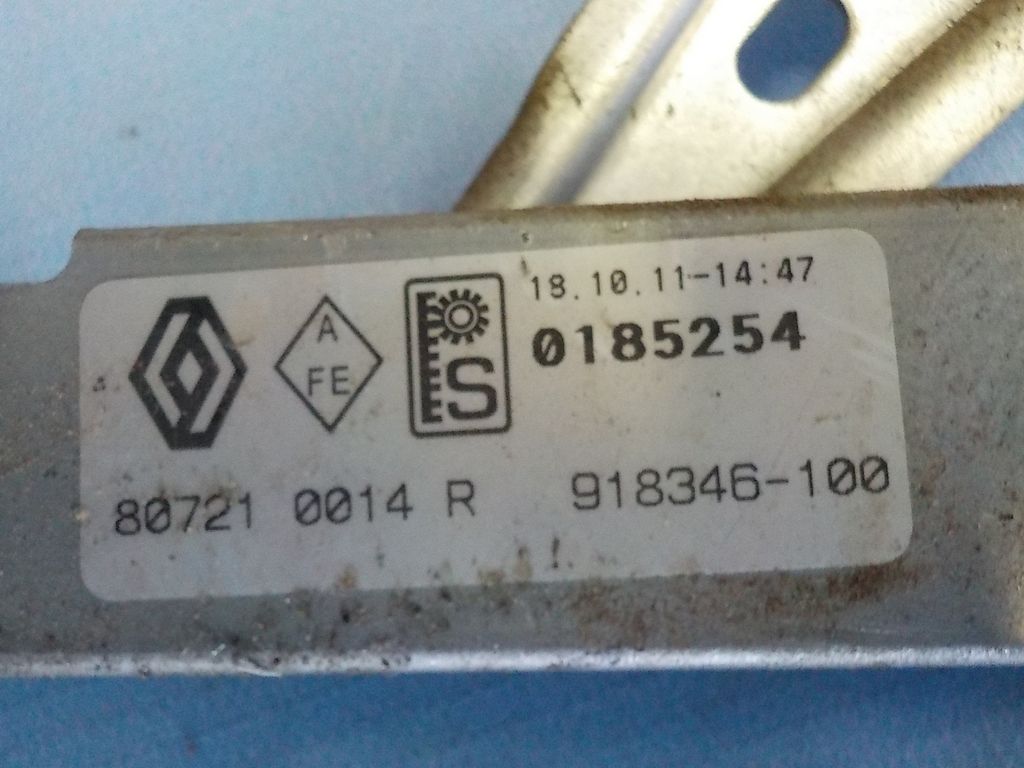 A
FE
S
18.10.11-14:47
0185254
80721 0014 R 918346-100